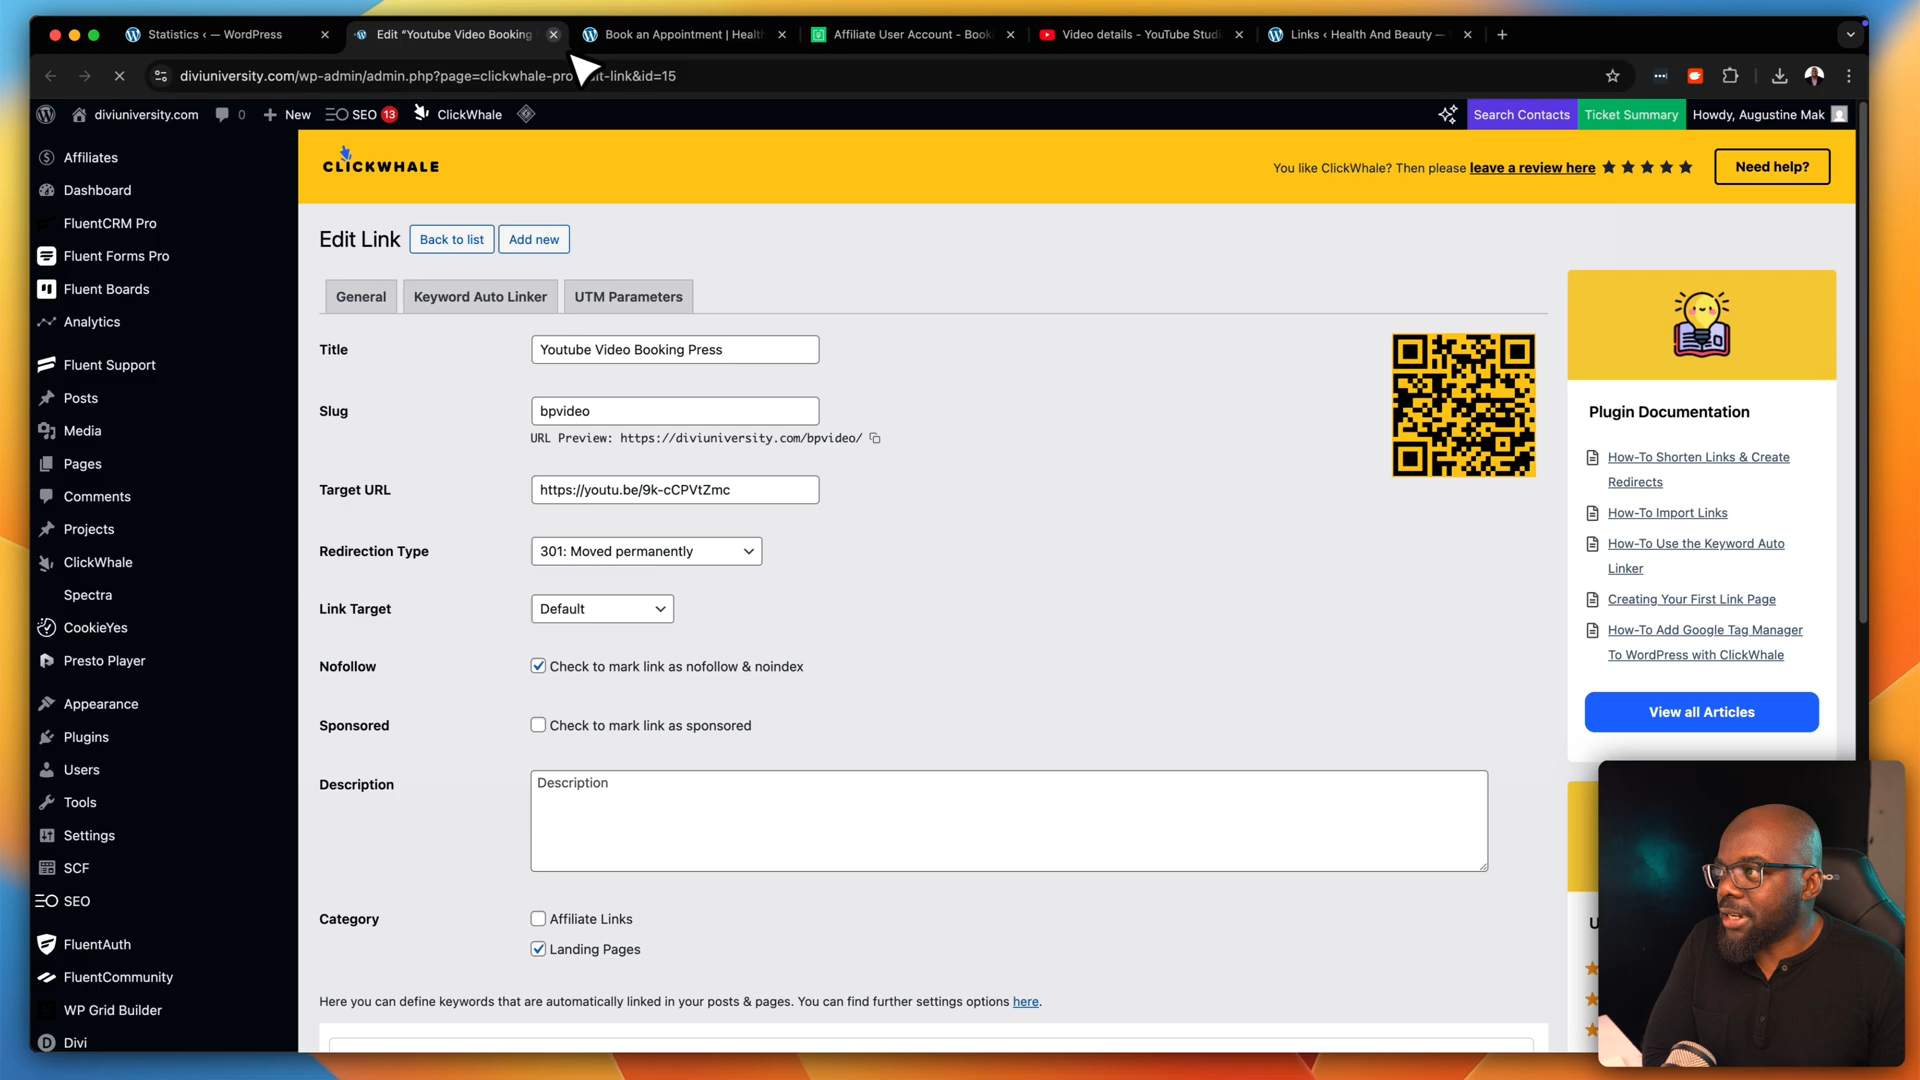 Statistics ‹ — WordPress
Edit “Youtube Video Booking
Book an Appointment | Healt
Affiliate User Account - Book
Video details - YouTube Studi
Links ‹ Health And Beauty —
diviuniversity.com/wp-admin/admin.php?page=clickwhale-pro
it-link&id=15
diviuniversity.com
0
New
SEO 13
ClickWhale
Search Contacts
Ticket Summary
Howdy, Augustine Mak
Affiliates
Dashboard
FluentCRM Pro
Fluent Forms Pro
Fluent Boards
Analytics
Fluent Support
Posts
Media
Pages
Comments
Projects
ClickWhale
Spectra
CookieYes
Presto Player
Appearance
Plugins
Users
Tools
Settings
SCF
SEO
FluentAuth
FluentCommunity
WP Grid Builder
Divi
CLICKWHALE
You like ClickWhale? Then please leave a review here
Need help?
Edit Link
Back to list
Add new
General
Keyword Auto Linker
UTM Parameters
Title
Youtube Video Booking Press
Slug
bpvideo
URL Preview: https://diviuniversity.com/bpvideo/
Target URL
https://youtu.be/9k-cCPVtZmc
Redirection Type
301: Moved permanently
Link Target
Default
Nofollow
Check to mark link as nofollow & noindex
Sponsored
Check to mark link as sponsored
Description
Description
Category
Affiliate Links
Landing Pages
Here you can define keywords that are automatically linked in your posts & pages. You can find further settings options here.
Plugin Documentation
How-To Shorten Links & Create
Redirects
How-To Import Links
How-To Use the Keyword Auto
Linker
Creating Your First Link Page
How-To Add Google Tag Manager
To WordPress with ClickWhale
View all Articles